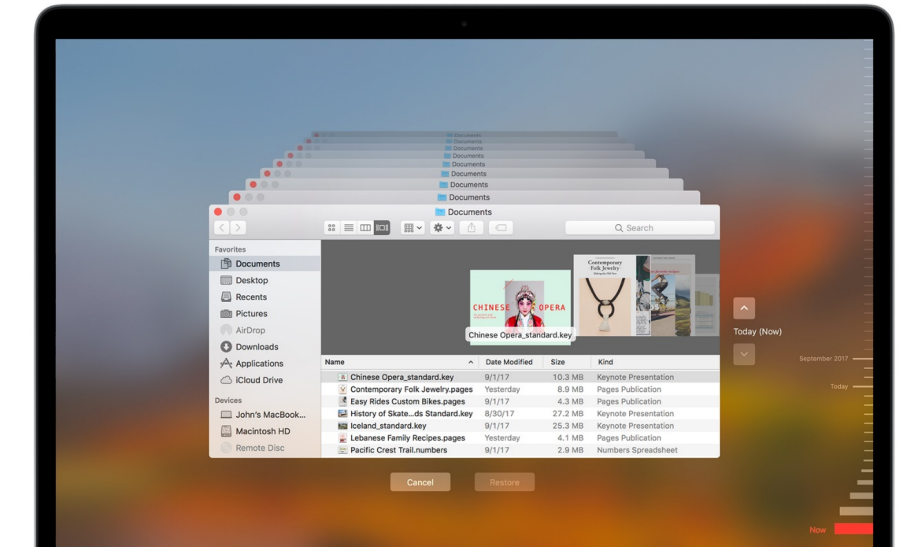 Documents
Documents
Documents
Documents
Documents
Documents
Documents
Documents
Search
Favorites
Documents
Desktop
Recents
Pictures
AirDrop
Downloads
Applications
iCloud Drive
Devices
John's MacBook...
Macintosh HD
Remote Disc
CHINESE OPERA
Contemporary
Folk Jewelry
Chinese Opera_standard.key
Name Date Modified Size Kind
Chinese Opera_standard.key 9/1/17 10.3 MB Keynote Presentation
Contemporary Folk Jewelry.pages Yesterday 8.9 MB Pages Publication
Easy Rides Custom Bikes.pages 9/1/17 4.3 MB Pages Publication
History of Skate...ds Standard.key 8/30/17 27.2 MB Keynote Presentation
Iceland_standard.key 9/1/17 25.3 MB Keynote Presentation
Lebanese Family Recipes.pages Yesterday 4.1 MB Pages Publication
Pacific Crest Trail.numbers 9/1/17 2.9 MB Numbers Spreadsheet
Today (Now)
September 2017
Today
Now
Cancel
Restore